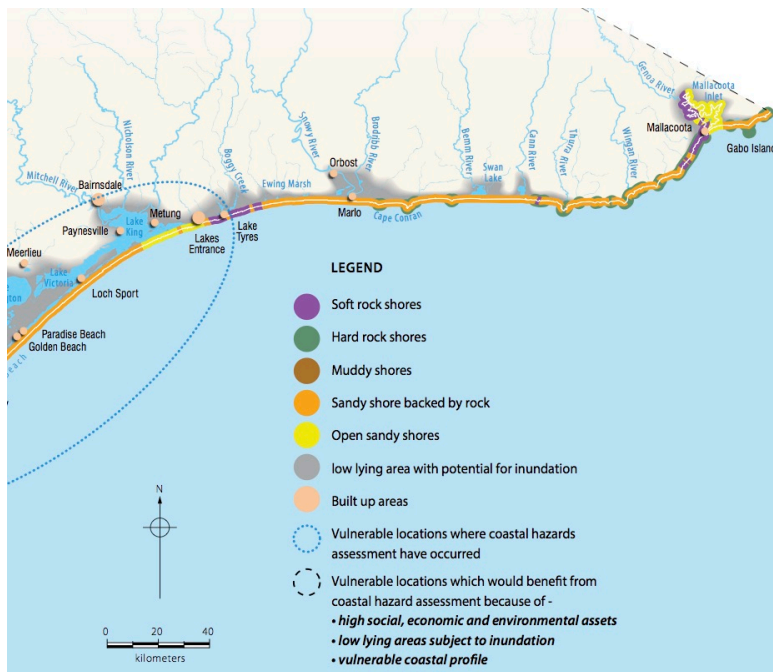 Genoa River
Mallacoota
Inlet
Mallacoota
Gabo Island
Nicholson River
Mitchell River
Bairnsdale
Snowy River
Orbost
Brodribb River
Bemm River
Swan
Lake
Cann River
Thurra River
Wingan River
Boggy Creek
Ewing Marsh
Metung
Lake
King
Paynesville
Marlo
Cape Conran
Lakes
Entrance
Lake
Tyres
Meerlieu
Lake
Victoria
Loch Sport
Paradise Beach
Golden Beach
LEGEND
Soft rock shores
Hard rock shores
Muddy shores
Sandy shore backed by rock
Open sandy shores
low lying area with potential for inundation
Built up areas
Vulnerable locations where coastal hazards
assessment have occurred
Vulnerable locations which would benefit from
coastal hazard assessment because of -
• high social, economic and environmental assets
• low lying areas subject to inundation
• vulnerable coastal profile
N
0 20 40
kilometers